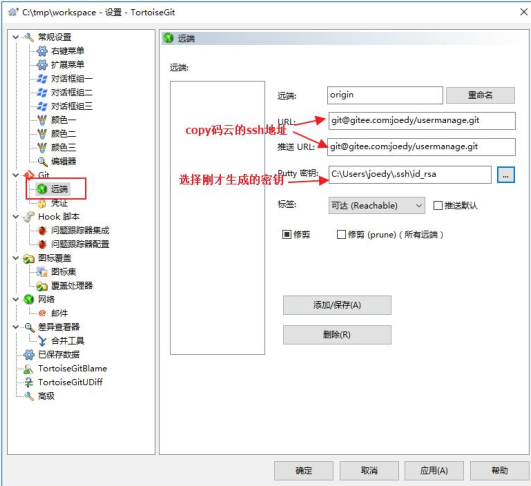 C:\tmp\workspace - 设置 - TortoiseGit
常规设置
右键菜单
扩展菜单
对话框组一
对话框组二
对话框组三
颜色一
颜色二
颜色三
编辑器
Git
远端
凭证
Hook 脚本
问题跟踪器集成
问题跟踪器配置
图标覆盖
图标集
覆盖处理器
网络
邮件
差异查看器
合并工具
已保存数据
TortoiseGitBlame
TortoiseGitUDiff
高级
远端
远端:
远端: origin 重命名
URL: git@gitee.com:joedy/usermanage.git
copy码云的ssh地址
推送 URL: git@gitee.com:joedy/usermanage.git
选择刚才生成的密钥
Putty 密钥: C:\Users\joedy\.ssh\id_rsa ...
标签: 可达 (Reachable) 推送默认
修剪 修剪 (prune) ( 所有远端 )
添加/保存(A)
删除(R)
确定 取消 应用(A) 帮助